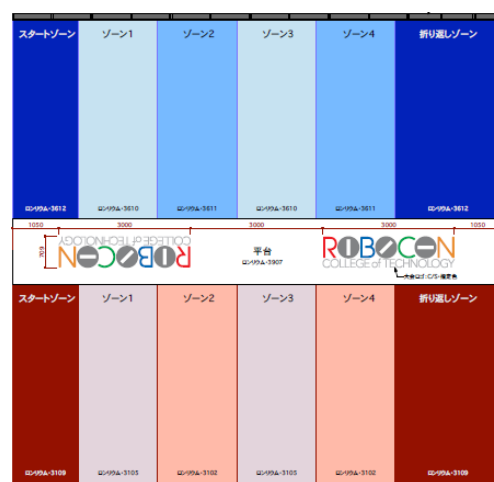 スタートゾーン ゾーン1 ゾーン2 ゾーン3 ゾーン4 折り返しゾーン
ロンリウム-3612 ロンリウム-3610 ロンリウム-3611 ロンリウム-3610 ロンリウム-3611 ロンリウム-3612
1050 3000 3000 3000 1050
709
ROBOCON
COLLEGE of TECHNOLOGY
平台
ロンリウム-3907
ROBOCON
COLLEGE of TECHNOLOGY
スタートゾーン ゾーン1 ゾーン2 ゾーン3 ゾーン4 折り返しゾーン
ロンリウム-3109 ロンリウム-3105 ロンリウム-3102 ロンリウム-3105 ロンリウム-3102 ロンリウム-3109